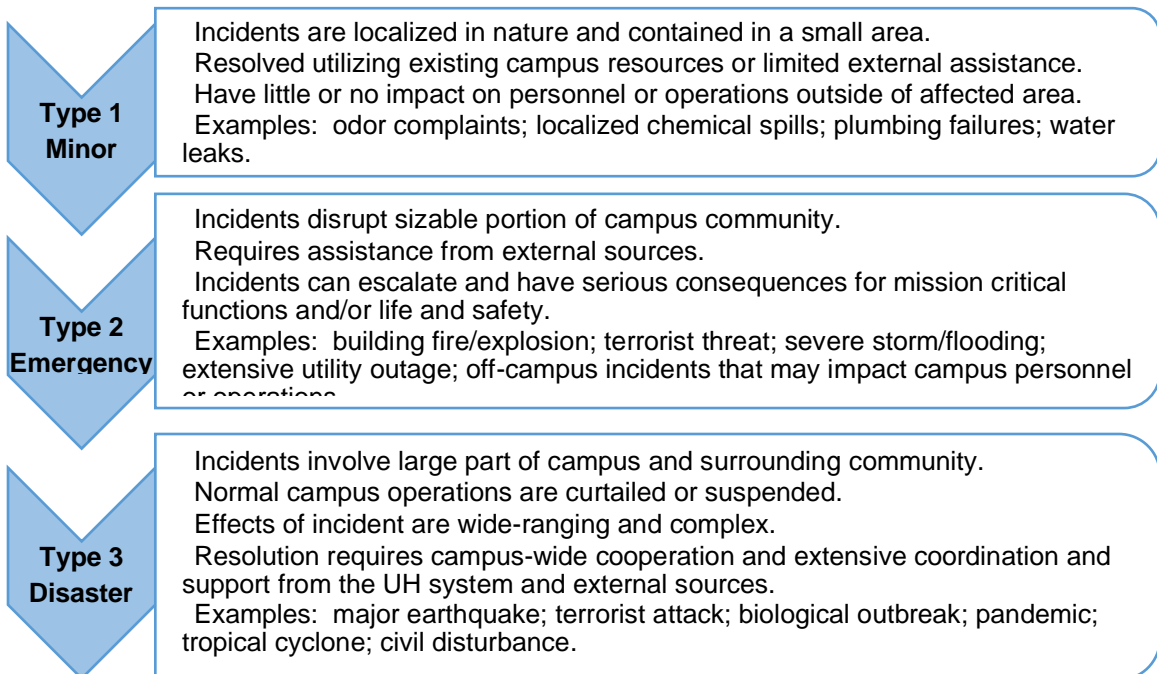 Type 1
Minor
Incidents are localized in nature and contained in a small area.
Resolved utilizing existing campus resources or limited external assistance.
Have little or no impact on personnel or operations outside of affected area.
Examples:  odor complaints; localized chemical spills; plumbing failures; water
leaks.
Type 2
Emergency
Incidents disrupt sizable portion of campus community.
Requires assistance from external sources.
Incidents can escalate and have serious consequences for mission critical
functions and/or life and safety.
Examples:  building fire/explosion; terrorist threat; severe storm/flooding;
extensive utility outage; off-campus incidents that may impact campus personnel
or operations
Type 3
Disaster
Incidents involve large part of campus and surrounding community.
Normal campus operations are curtailed or suspended.
Effects of incident are wide-ranging and complex.
Resolution requires campus-wide cooperation and extensive coordination and
support from the UH system and external sources.
Examples:  major earthquake; terrorist attack; biological outbreak; pandemic;
tropical cyclone; civil disturbance.